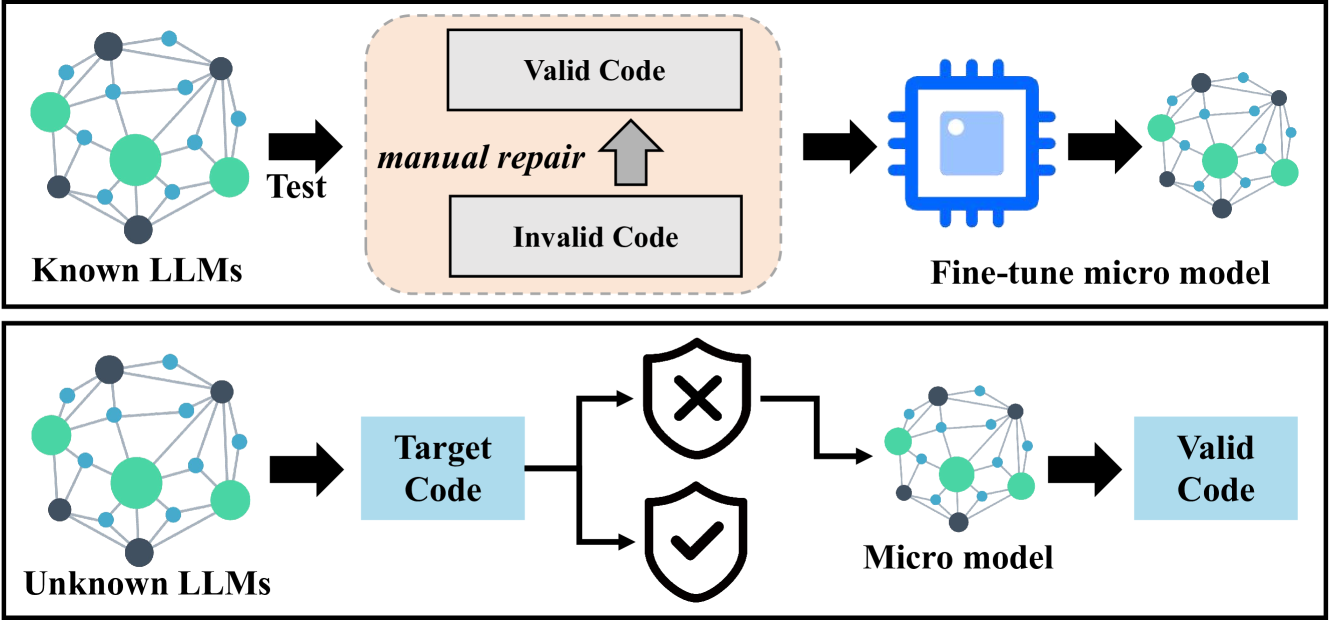 Valid Code
manual repair
Test
Invalid Code
Known LLMs
Fine-tune micro model
Target
Code
Valid
Code
Micro model
Unknown LLMs